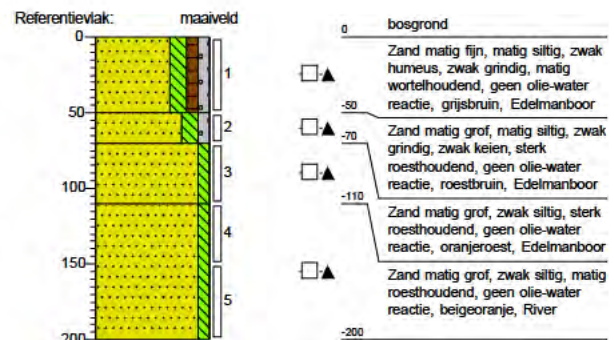 Referentievlak: maaiveld
0
50
100
150
200
1
2
3
4
5
0 bosgrond
Zand matig fijn, matig siltig, zwak
humeus, zwak grindig, matig
wortelhoudend, geen olie-water
reactie, grijsbruin, Edelmanboor
-50
Zand matig grof, matig siltig, zwak
grindig, zwak keien, sterk
roesthoudend, geen olie-water
reactie, roestbruin, Edelmanboor
-70
Zand matig grof, zwak siltig, sterk
roesthoudend, geen olie-water
reactie, oranjeroest, Edelmanboor
-110
Zand matig grof, zwak siltig, matig
roesthoudend, geen olie-water
reactie, beigeoranje, River
-200